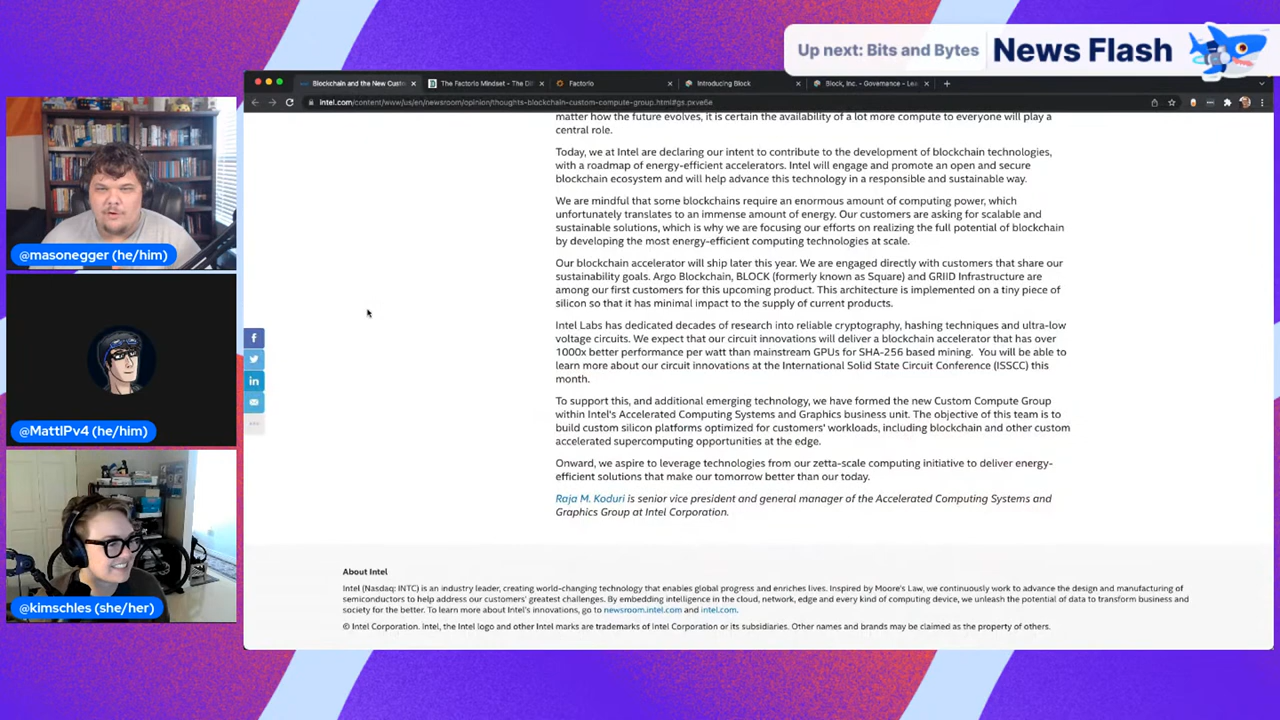 Up next: Bits and Bytes
News Flash
Blockchain and the New Custo
The Factorio Mindset - The Di
Factorio
Introducing Block
Block, Inc. - Governance - Lea
intel.com/content/www/us/en/newsroom/opinion/thoughts-blockchain-custom-compute-group.html#gs.pxve6e
matter how the future evolves, it is certain the availability of a lot more compute to everyone will play a
central role.
Today, we at Intel are declaring our intent to contribute to the development of blockchain technologies,
with a roadmap of energy-efficient accelerators. Intel will engage and promote an open and secure
blockchain ecosystem and will help advance this technology in a responsible and sustainable way.
We are mindful that some blockchains require an enormous amount of computing power, which
unfortunately translates to an immense amount of energy. Our customers are asking for scalable and
sustainable solutions, which is why we are focusing our efforts on realizing the full potential of blockchain
by developing the most energy-efficient computing technologies at scale.
Our blockchain accelerator will ship later this year. We are engaged directly with customers that share our
sustainability goals. Argo Blockchain, BLOCK (formerly known as Square) and GRIID Infrastructure are
among our first customers for this upcoming product. This architecture is implemented on a tiny piece of
silicon so that it has minimal impact to the supply of current products.
Intel Labs has dedicated decades of research into reliable cryptography, hashing techniques and ultra-low
voltage circuits. We expect that our circuit innovations will deliver a blockchain accelerator that has over
1000x better performance per watt than mainstream GPUs for SHA-256 based mining. You will be able to
learn more about our circuit innovations at the International Solid State Circuit Conference (ISSCC) this
month.
To support this, and additional emerging technology, we have formed the new Custom Compute Group
within Intel's Accelerated Computing Systems and Graphics business unit. The objective of this team is to
build custom silicon platforms optimized for customers' workloads, including blockchain and other custom
accelerated supercomputing opportunities at the edge.
Onward, we aspire to leverage technologies from our zetta-scale computing initiative to deliver energy-
efficient solutions that make our tomorrow better than our today.
Raja M. Koduri is senior vice president and general manager of the Accelerated Computing Systems and
Graphics Group at Intel Corporation.
About Intel
Intel (Nasdaq: INTC) is an industry leader, creating world-changing technology that enables global progress and enriches lives. Inspired by Moore's Law, we continuously work to advance the design and manufacturing of
semiconductors to help address our customers' greatest challenges. By embedding intelligence in the cloud, network, edge and every kind of computing device, we unleash the potential of data to transform business and
society for the better. To learn more about Intel's innovations, go to newsroom.intel.com and intel.com.
© Intel Corporation. Intel, the Intel logo and other Intel marks are trademarks of Intel Corporation or its subsidiaries. Other names and brands may be claimed as the property of others.
@masonegger (he/him)
@MattIPv4 (he/him)
@kimschles (she/her)